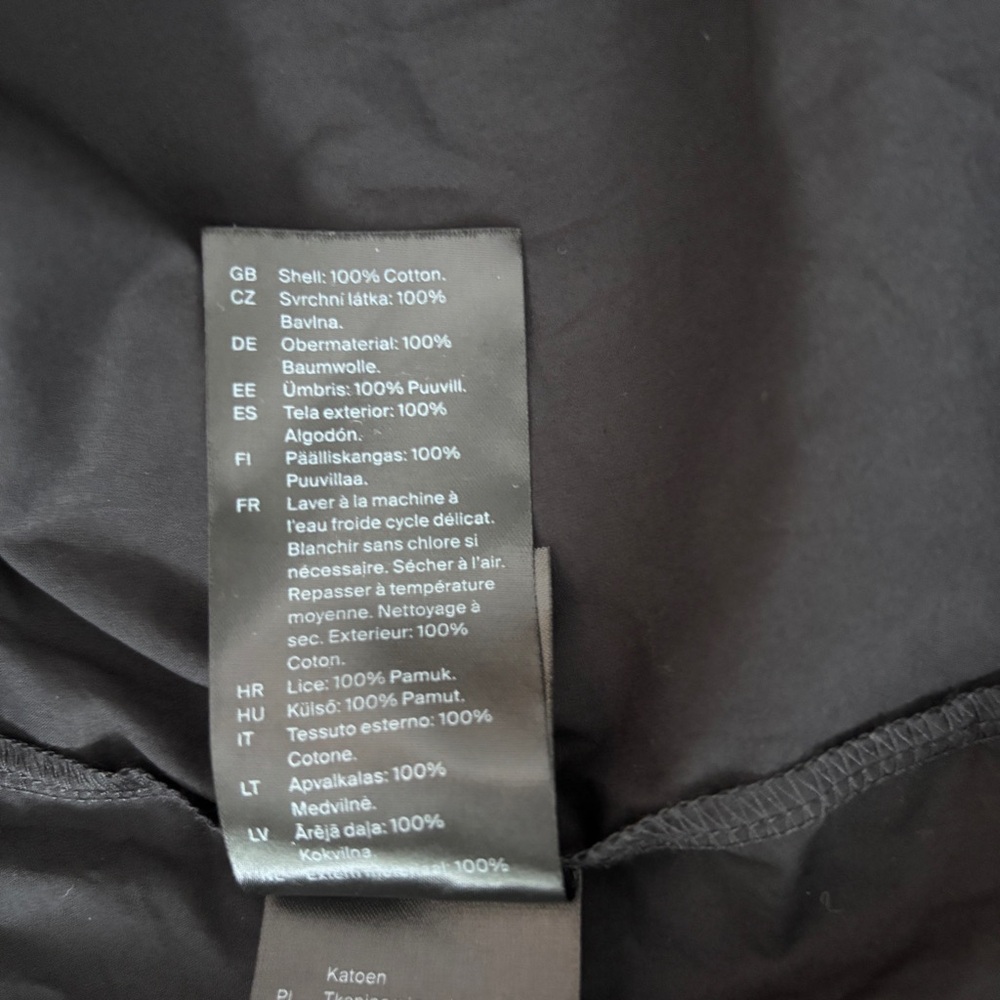 GB Shell: 100% Cotton.
CZ Svrchní látka: 100%
Bavlna.
DE Obermaterial: 100%
Baumwolle.
EE Ümbris: 100% Puuvill.
ES Tela exterior: 100%
Algodón.
FI Päälliskangas: 100%
Puuvillaa.
FR Laver à la machine à
l'eau froide cycle délicat.
Blanchir sans chlore si
nécessaire. Sécher à l'air.
Repasser à température
moyenne. Nettoyage à
sec. Exterieur: 100%
Coton.
HR Lice: 100% Pamuk.
HU Külső: 100% Pamut.
IT Tessuto esterno: 100%
Cotone.
LT Apvalkalas: 100%
Medvilnė.
LV Ārējā daļa: 100%
Kokvilna
100%
Katoen
PL